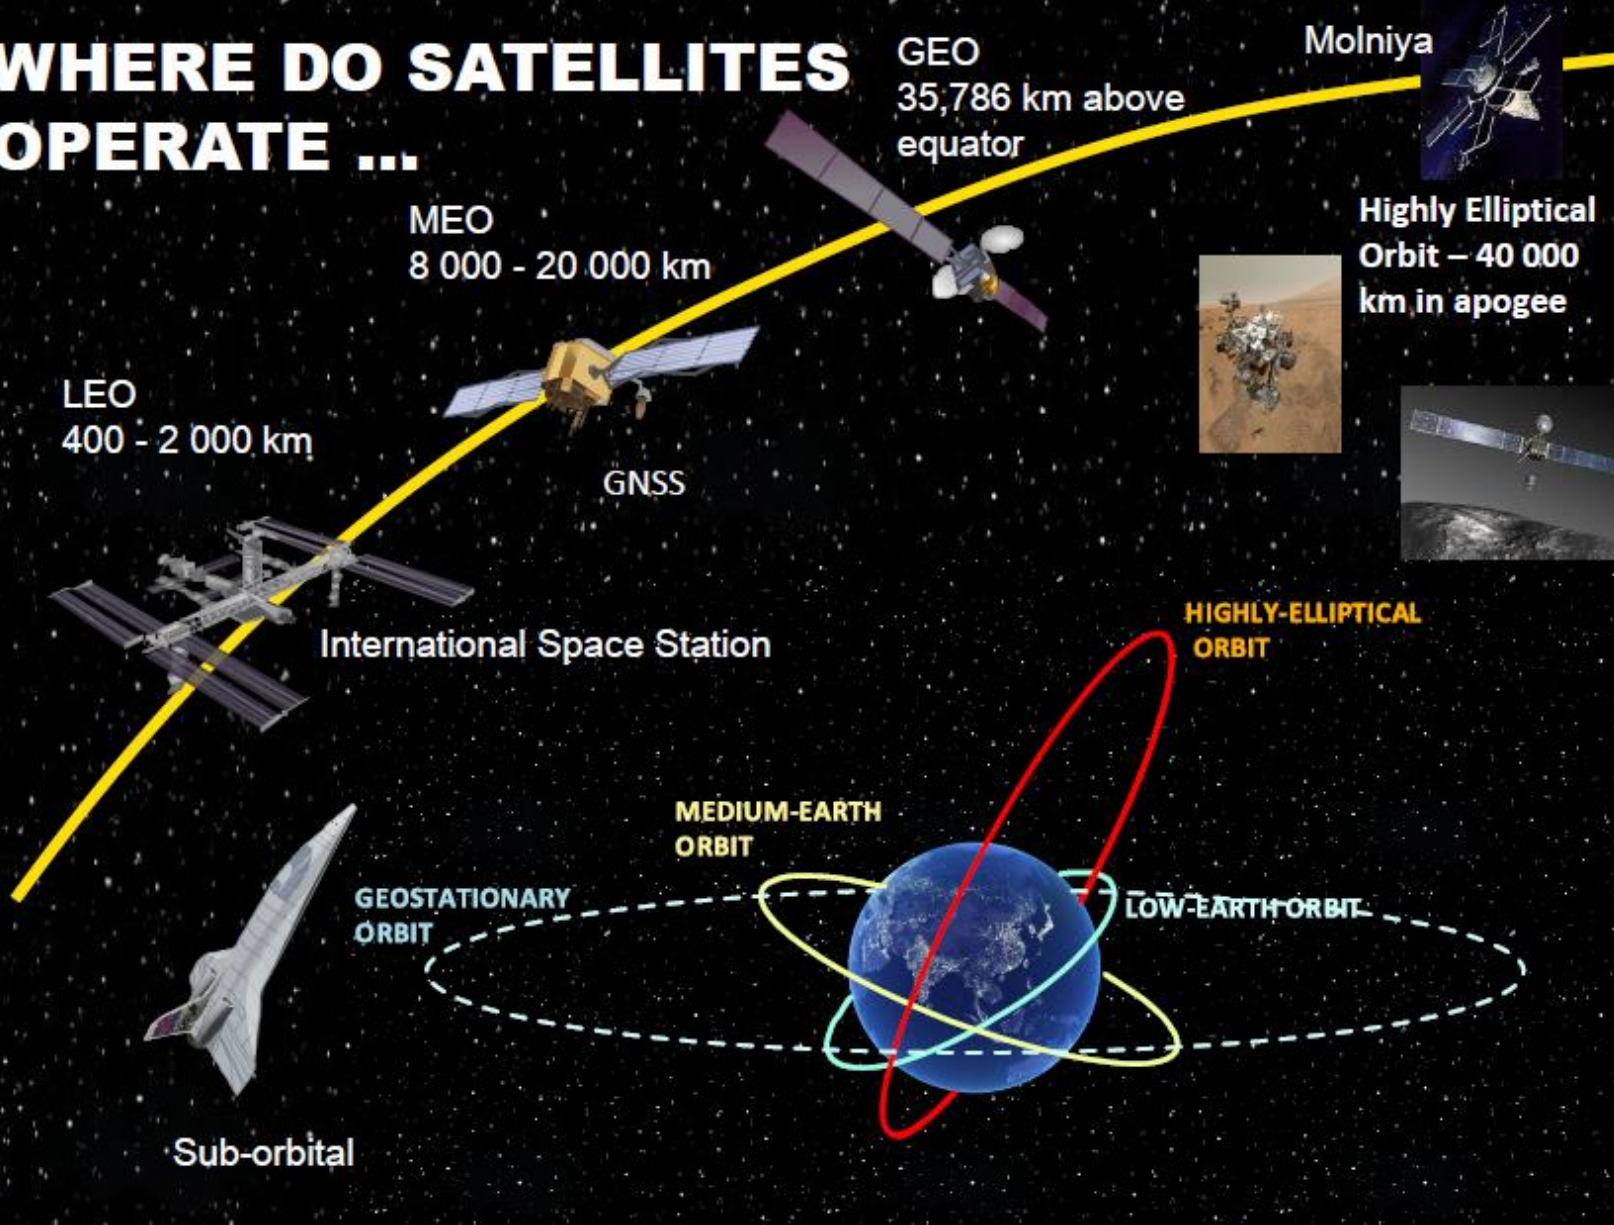 WHERE DO SATELLITES
OPERATE ...
GEO
35,786 km above
equator
Molniya
Highly Elliptical
Orbit – 40 000
km in apogee
MEO
8 000 - 20 000 km
GNSS
LEO
400 - 2 000 km
International Space Station
HIGHLY-ELLIPTICAL
ORBIT
MEDIUM-EARTH
ORBIT
GEOSTATIONARY
ORBIT
LOW-EARTH ORBIT
Sub-orbital